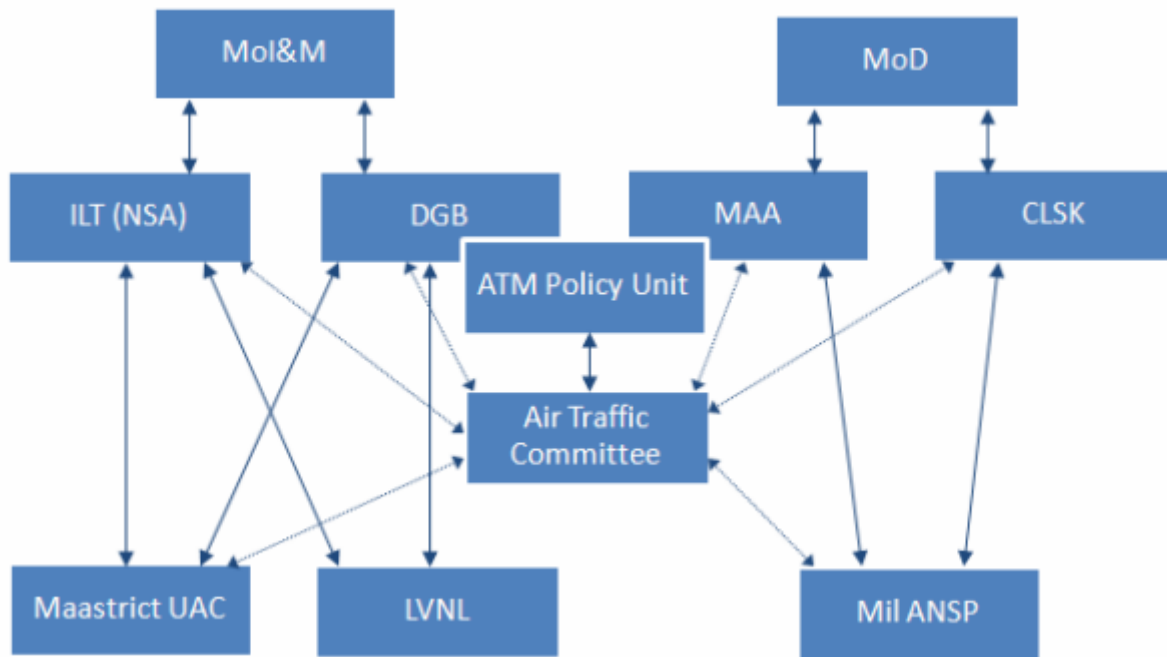 MoI&M
MoD
ILT (NSA)
DGB
MAA
CLSK
ATM Policy Unit
Air Traffic
Committee
Maastrict UAC
LVNL
Mil ANSP